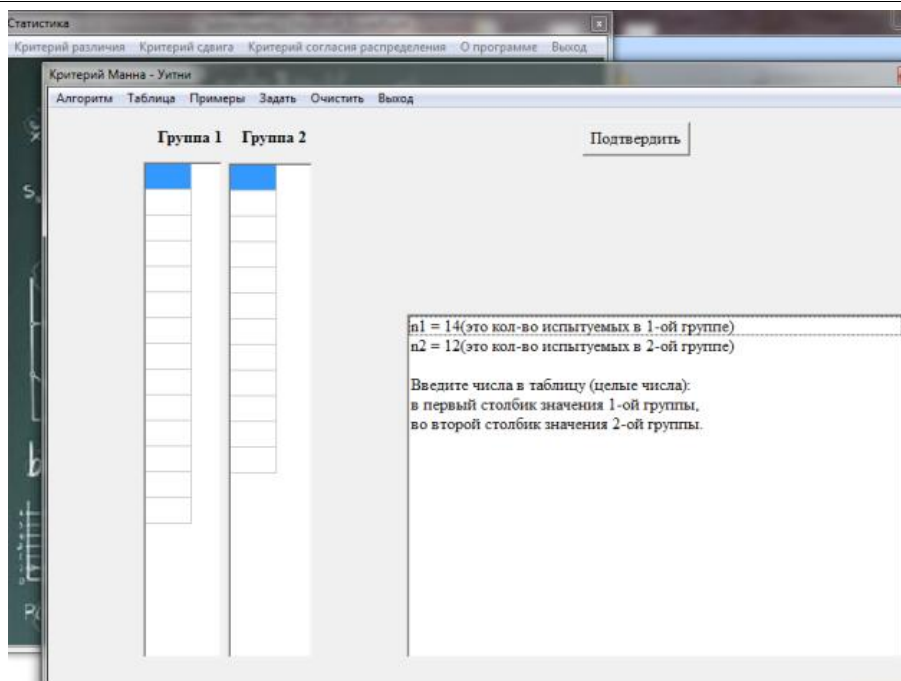 Статистика
Критерий различия Критерий сдвига Критерий согласия распределения О программе Выход
Критерий Манна - Уитни
Алгоритм Таблица Примеры Задать Очистить Выход
Группа 1 Группа 2
Подтвердить
n1 = 14(это кол-во испытуемых в 1-ой группе)
n2 = 12(это кол-во испытуемых в 2-ой группе)
Введите числа в таблицу (целые числа):
в первый столбик значения 1-ой группы,
во второй столбик значения 2-ой группы.